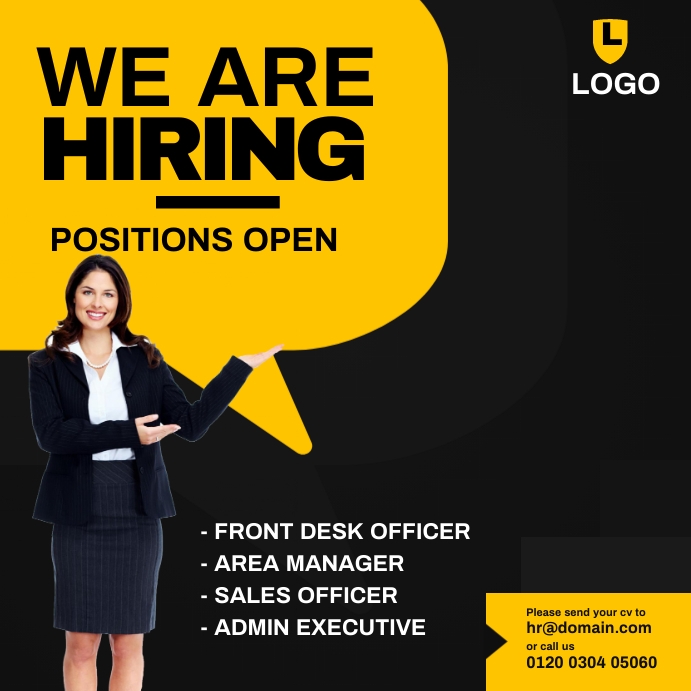 WE ARE
HIRING
POSITIONS OPEN
L
LOGO
- FRONT DESK OFFICER
- AREA MANAGER
- SALES OFFICER
- ADMIN EXECUTIVE
Please send your cv to
hr@domain.com
or call us
0120 0304 05060